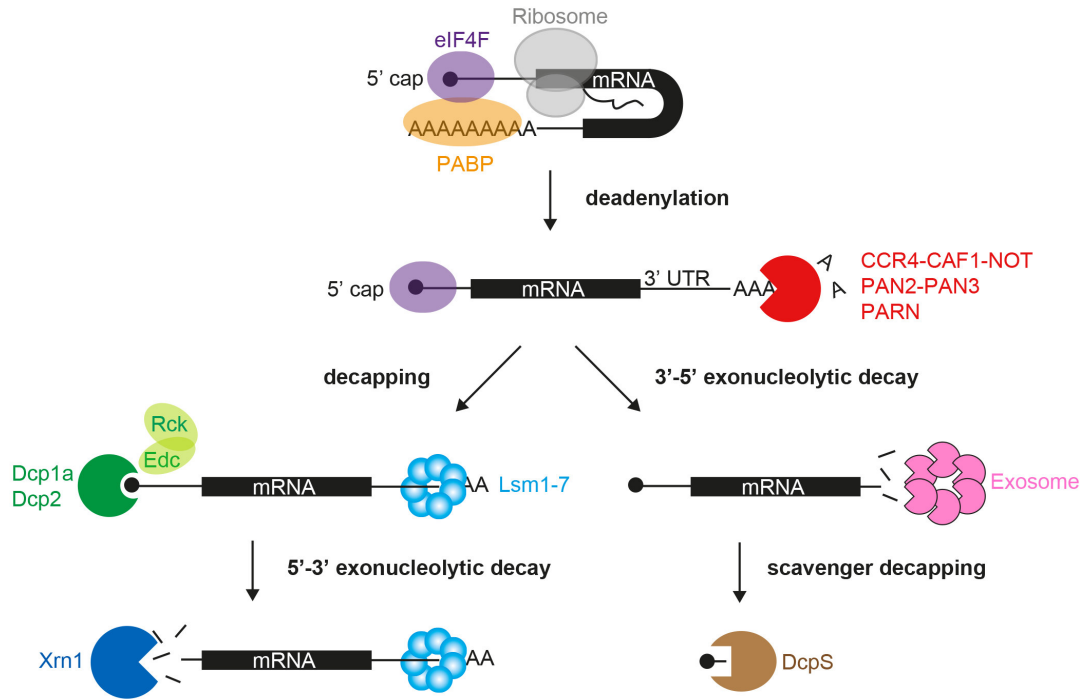 Ribosome
eIF4F
5’ cap
mRNA
AAAAAAAAA
PABP
deadenylation
5’ cap
mRNA
3’ UTR
AAA
A
A
CCR4-CAF1-NOT
PAN2-PAN3
PARN
decapping
3’-5’ exonucleolytic decay
Rck
Edc
Dcp1a
Dcp2
mRNA
AA
Lsm1-7
mRNA
Exosome
5’-3’ exonucleolytic decay
scavenger decapping
Xrn1
mRNA
AA
DcpS